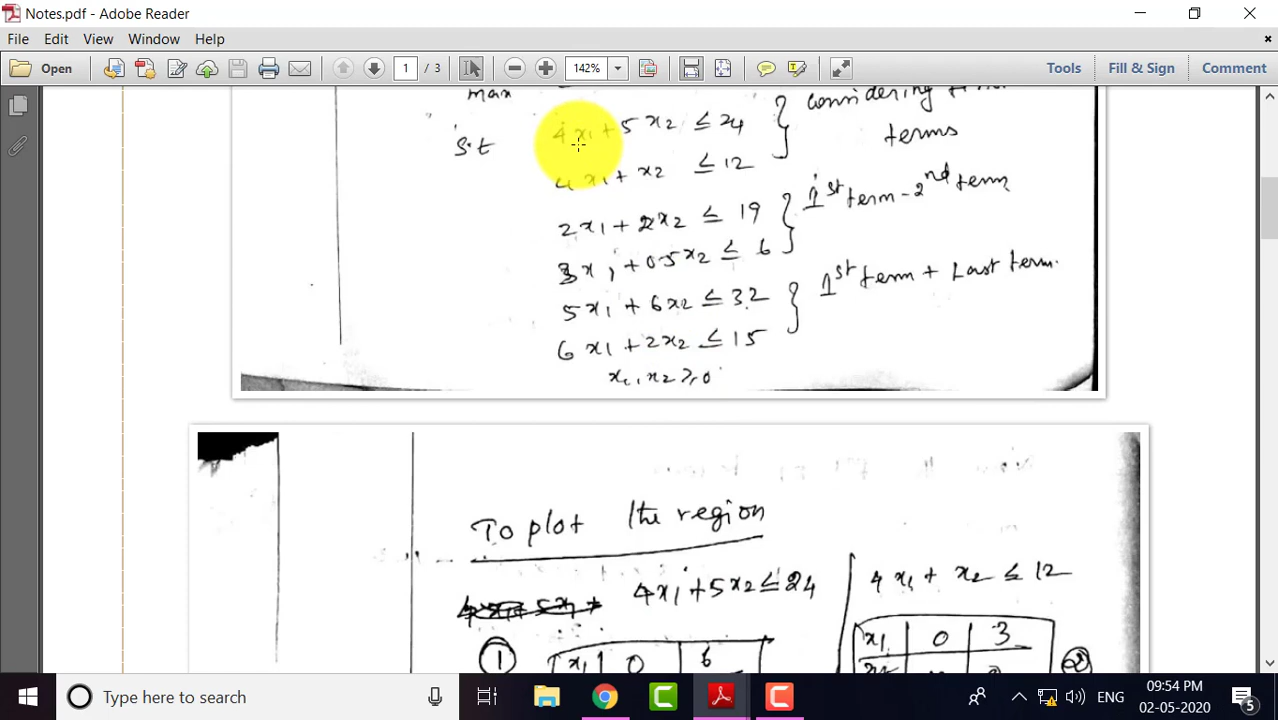 Notes.pdf - Adobe Reader
File Edit View Window Help
Open 1 / 3 142% Tools Fill & Sign Comment
max
s.t 4x₁ + 5x₂ ≤ 24 } considering
terms
4x₁ + x₂ ≤ 12
2x₁ + 2x₂ ≤ 19 } 1st term - 2nd term
3x₁ + 0.5x₂ ≤ 6
5x₁ + 6x₂ ≤ 32 } 1st term + Last term.
6x₁ + 2x₂ ≤ 15
x₁, x₂ ≥ 0
To plot the region
4x₁ + 5x₂ ≤ 24
4x₁ + x₂ ≤ 12
① x₁ 0 6
x₁ 0 3
②
Type here to search
ENG
09:54 PM
02-05-2020
5